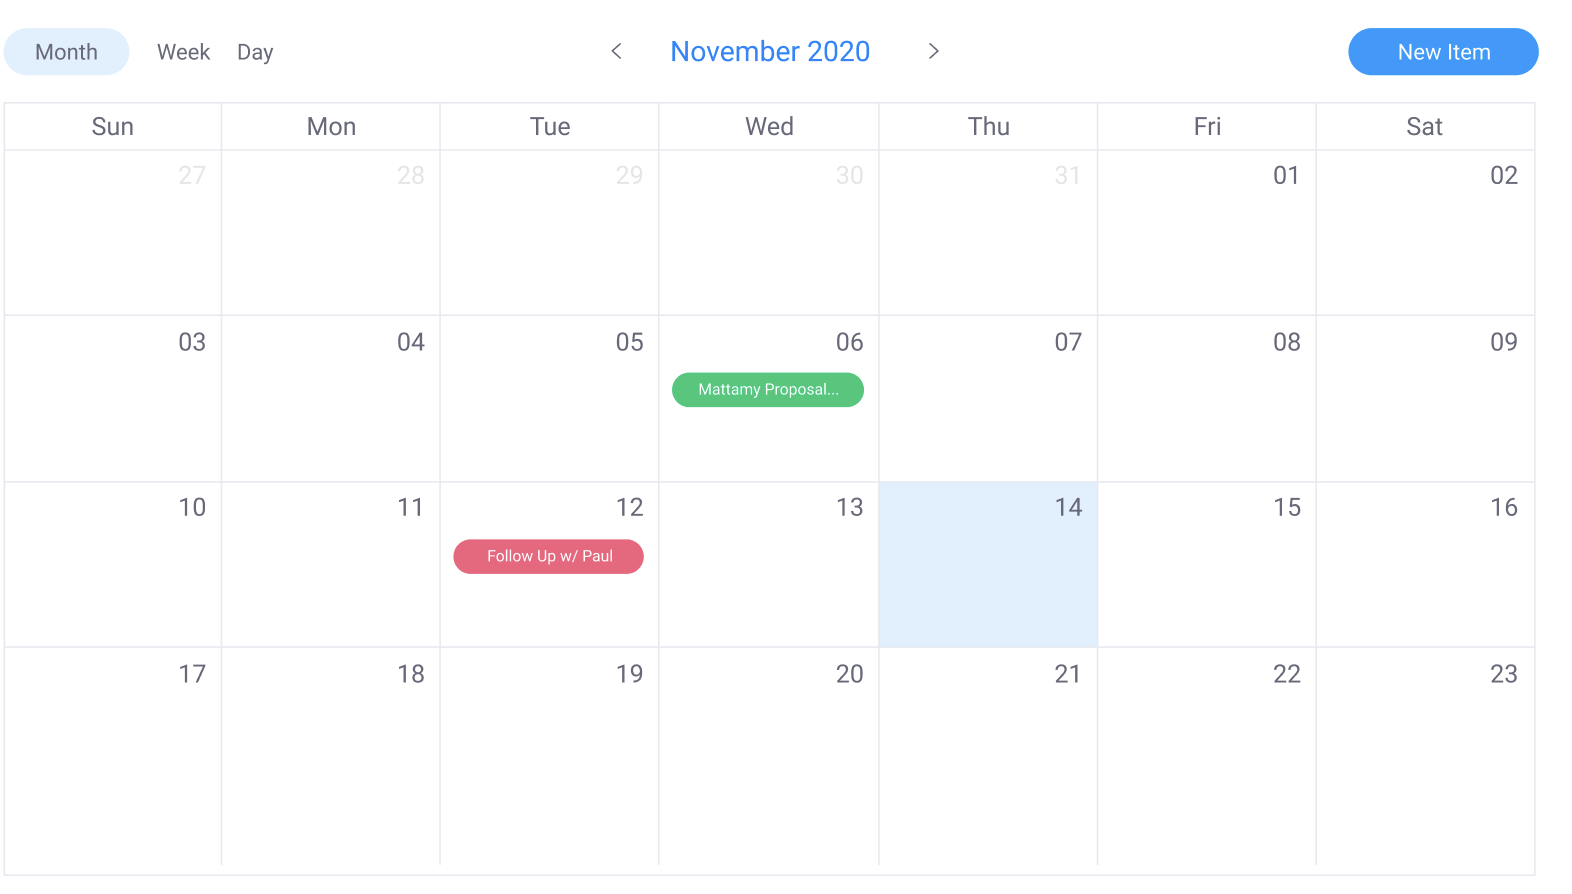 Month Week Day < November 2020 > New Item
Sun Mon Tue Wed Thu Fri Sat
27 28 29 30 31 01 02
03 04 05 06 07 08 09
Mattamy Proposal...
10 11 12 13 14 15 16
Follow Up w/ Paul
17 18 19 20 21 22 23